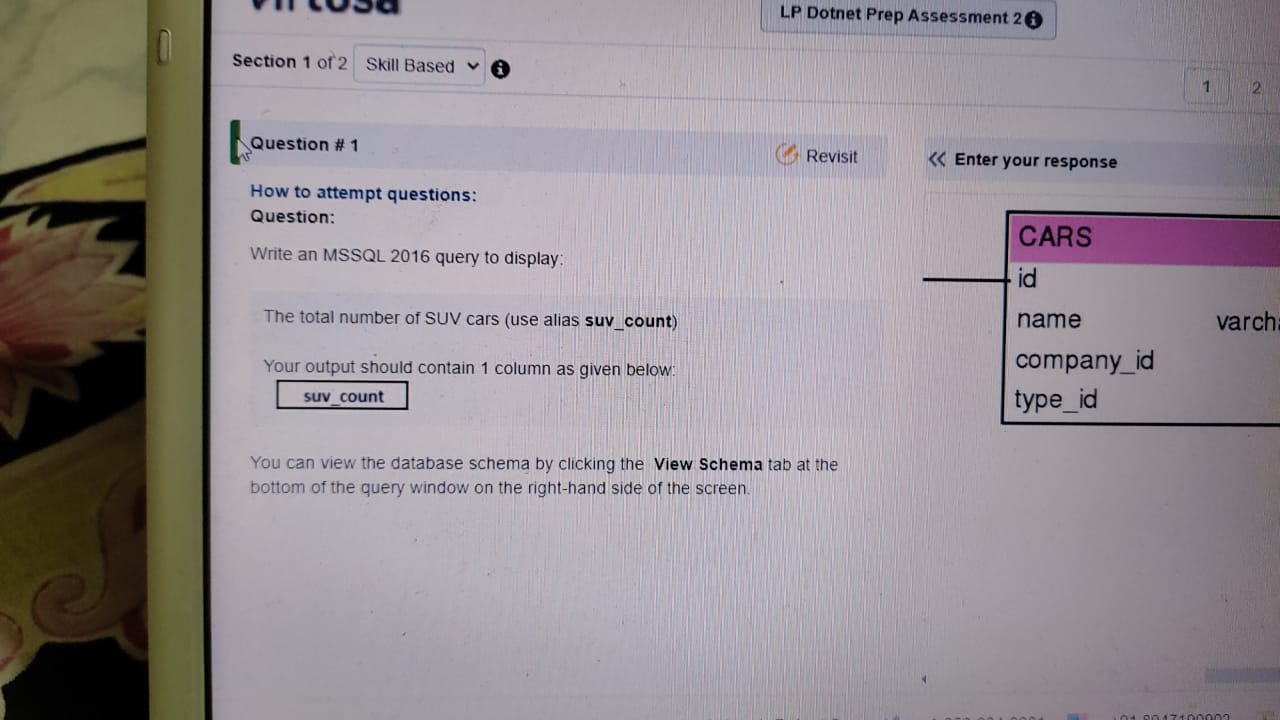 virtusa
LP Dotnet Prep Assessment 2
Section 1 of 2 Skill Based
1 2
Question # 1
Revisit
Enter your response
How to attempt questions:
Question:
Write an MSSQL 2016 query to display:
The total number of SUV cars (use alias suv_count)
Your output should contain 1 column as given below:
suv_count
You can view the database schema by clicking the View Schema tab at the
bottom of the query window on the right-hand side of the screen.
CARS
id
name varcha
company_id
type_id